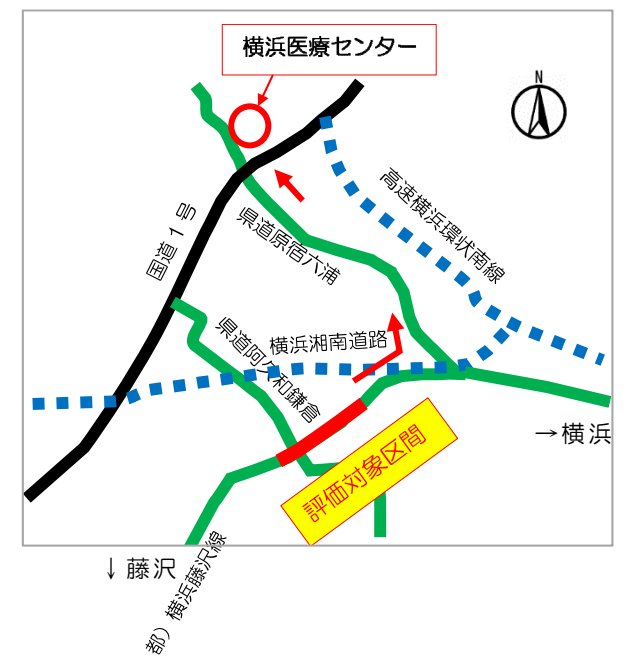 横浜医療センター
N
高速横浜環状南線
国道1号
県道原宿六浦
横浜湘南道路
県道阿久和鎌倉
→横浜
評価対象区間
↓藤沢
都）横浜藤沢線